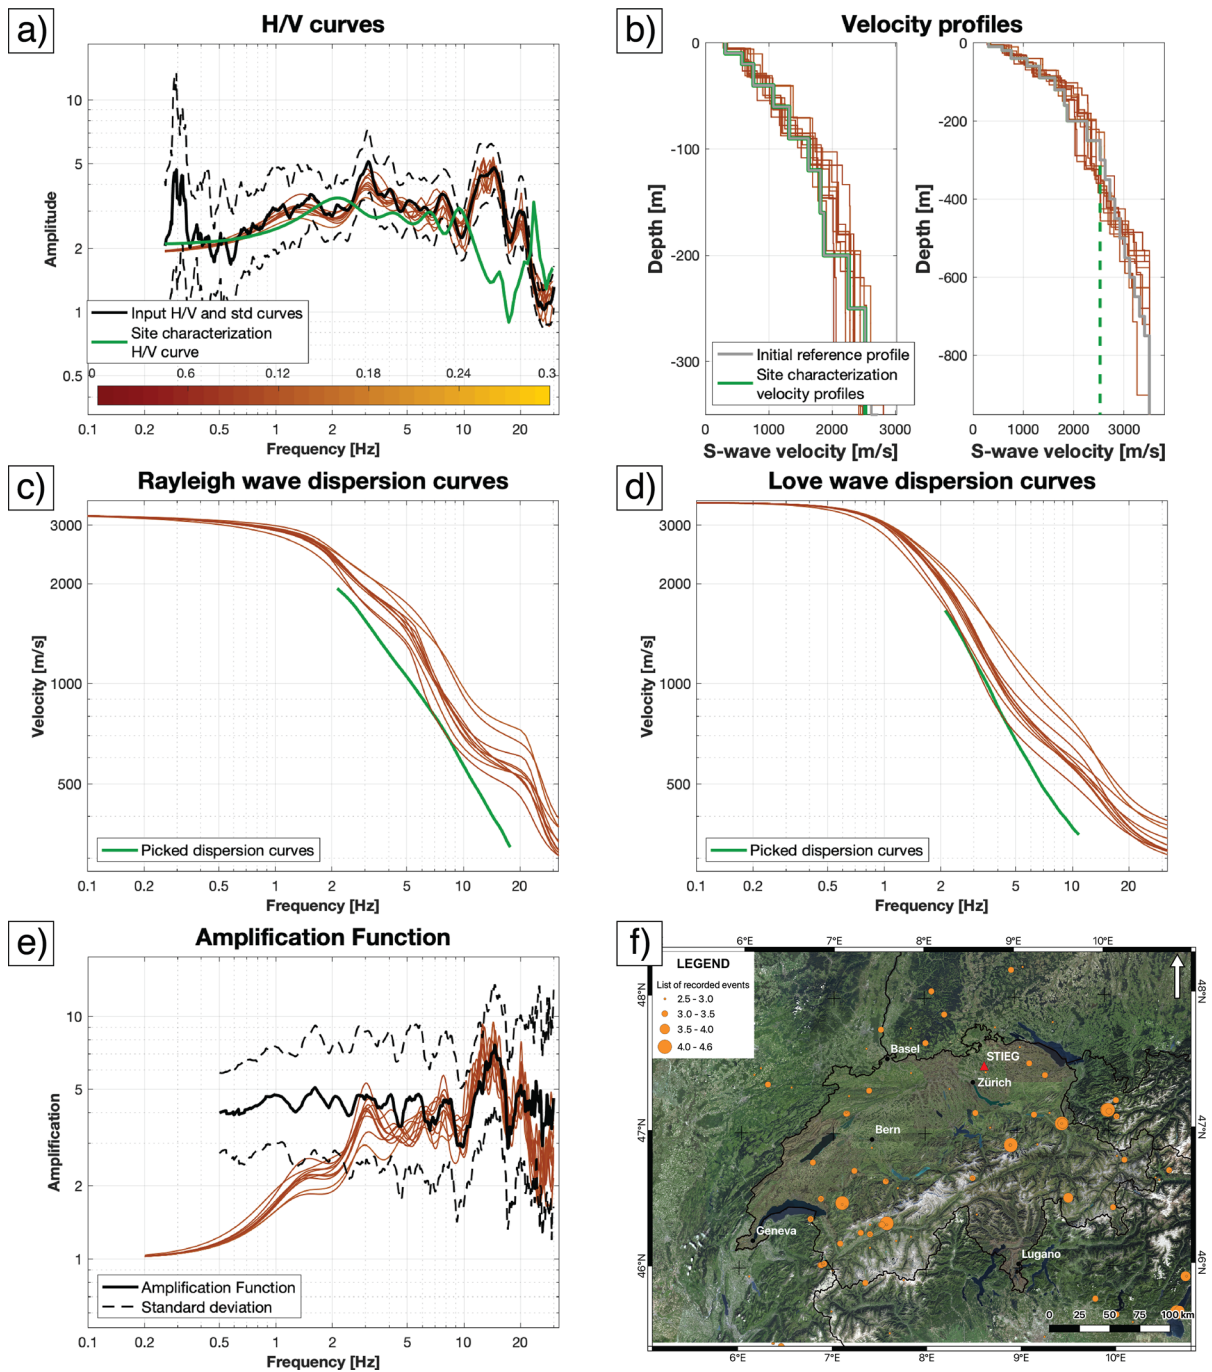 a)
H/V curves
10
5
2
1
0.5
Amplitude
Input H/V and std curves
Site characterization
H/V curve
0 0.6 0.12 0.18 0.24 0.3
0.1 0.2 0.5 1 2 5 10 20
Frequency [Hz]
b)
Velocity profiles
0
-100
-200
-300
Depth [m]
Initial reference profile
Site characterization
velocity profiles
0 1000 2000 3000
S-wave velocity [m/s]
0
-200
-400
-600
-800
Depth [m]
0 1000 2000 3000
S-wave velocity [m/s]
c)
Rayleigh wave dispersion curves
3000
2000
1000
500
Velocity [m/s]
Picked dispersion curves
0.1 0.2 0.5 1 2 5 10 20
Frequency [Hz]
d)
Love wave dispersion curves
3000
2000
1000
500
Velocity [m/s]
Picked dispersion curves
0.1 0.2 0.5 1 2 5 10 20
Frequency [Hz]
e)
Amplification Function
10
5
2
1
Amplification
Amplification Function
Standard deviation
0.1 0.2 0.5 1 2 5 10 20
Frequency [Hz]
f)
6°E 7°E 8°E 9°E 10°E
LEGEND
List of recorded events
2.5 - 3.0
3.0 - 3.5
3.5 - 4.0
4.0 - 4.6
48°N
48°N
Basel
STIEG
Zürich
47°N
47°N
Bern
Geneva
Lugano
46°N
46°N
0 25 50 75 100 km
6°E 7°E 8°E 9°E 10°E